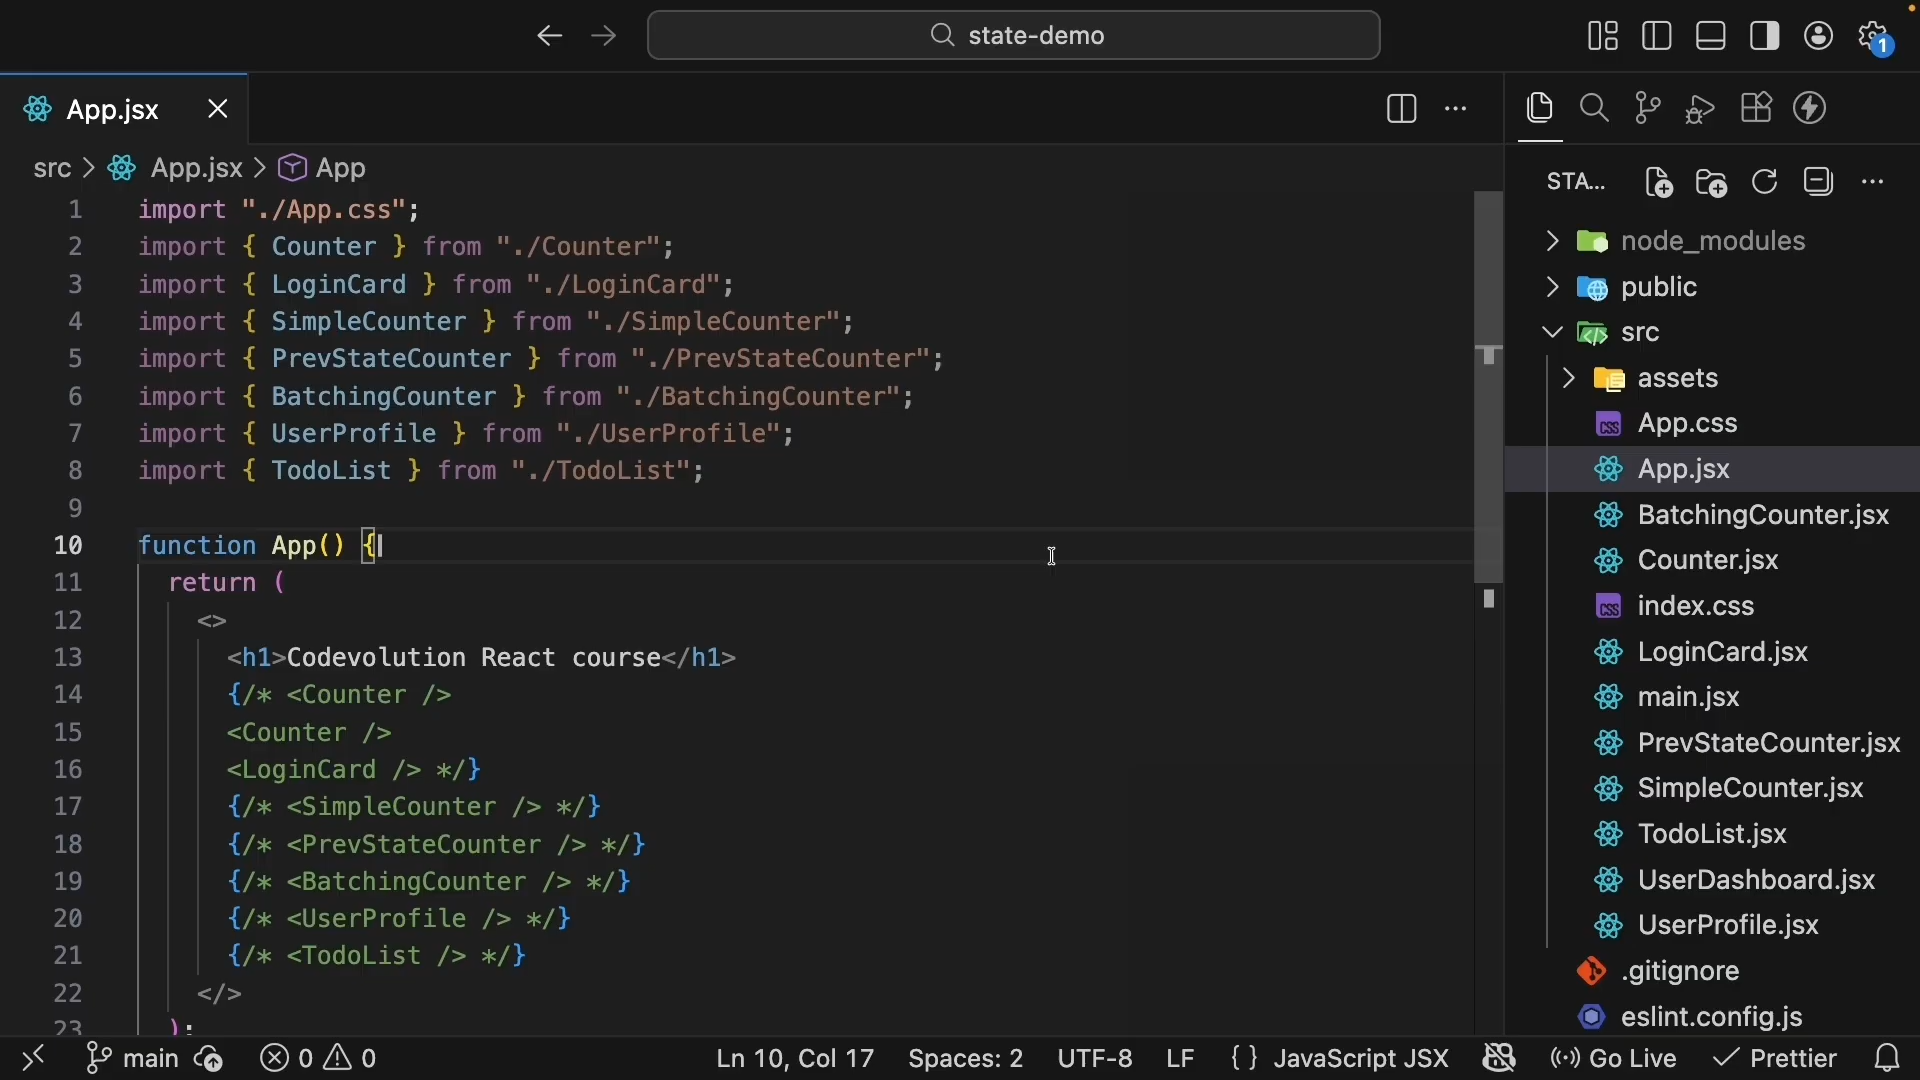 state-demo
1
App.jsx
src > App.jsx > App
STA...
1 import "./App.css";
2 import { Counter } from "./Counter";
3 import { LoginCard } from "./LoginCard";
4 import { SimpleCounter } from "./SimpleCounter";
5 import { PrevStateCounter } from "./PrevStateCounter";
6 import { BatchingCounter } from "./BatchingCounter";
7 import { UserProfile } from "./UserProfile";
8 import { TodoList } from "./TodoList";
9
10 function App() {
11 return (
12 <>
13 <h1>Codevolution React course</h1>
14 {/* <Counter />
15 <Counter />
16 <LoginCard /> */}
17 {/* <SimpleCounter /> */}
18 {/* <PrevStateCounter /> */}
19 {/* <BatchingCounter /> */}
20 {/* <UserProfile /> */}
21 {/* <TodoList /> */}
22 </>
23 );
node_modules
public
src
assets
App.css
App.jsx
BatchingCounter.jsx
Counter.jsx
index.css
LoginCard.jsx
main.jsx
PrevStateCounter.jsx
SimpleCounter.jsx
TodoList.jsx
UserDashboard.jsx
UserProfile.jsx
.gitignore
eslint.config.js
main 0 0 Ln 10, Col 17 Spaces: 2 UTF-8 LF { } JavaScript JSX Go Live Prettier